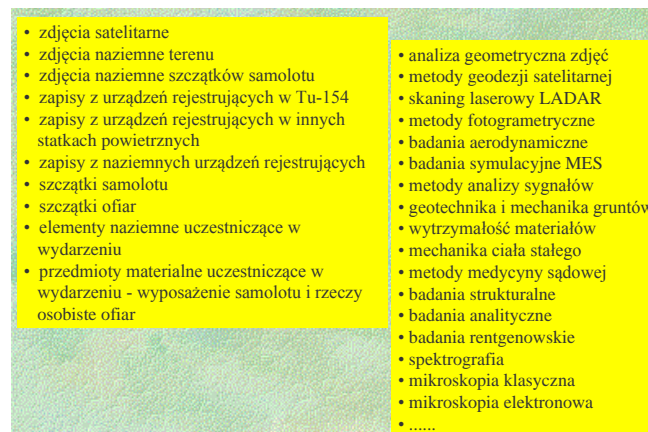 • zdjęcia satelitarne
• zdjęcia naziemne terenu
• zdjęcia naziemne szczątków samolotu
• zapisy z urządzeń rejestrujących w Tu-154
• zapisy z urządzeń rejestrujących w innych
statkach powietrznych
• zapisy z naziemnych urządzeń rejestrujących
• szczątki samolotu
• szczątki ofiar
• elementy naziemne uczestniczące w
wydarzeniu
• przedmioty materialne uczestniczące w
wydarzeniu - wyposażenie samolotu i rzeczy
osobiste ofiar
• analiza geometryczna zdjęć
• metody geodezji satelitarnej
• skaning laserowy LADAR
• metody fotogrametryczne
• badania aerodynamiczne
• badania symulacyjne MES
• metody analizy sygnałów
• geotechnika i mechanika gruntów
• wytrzymałość materiałów
• mechanika ciała stałego
• metody medycyny sądowej
• badania strukturalne
• badania analityczne
• badania rentgenowskie
• spektrografia
• mikroskopia klasyczna
• mikroskopia elektronowa
• ......